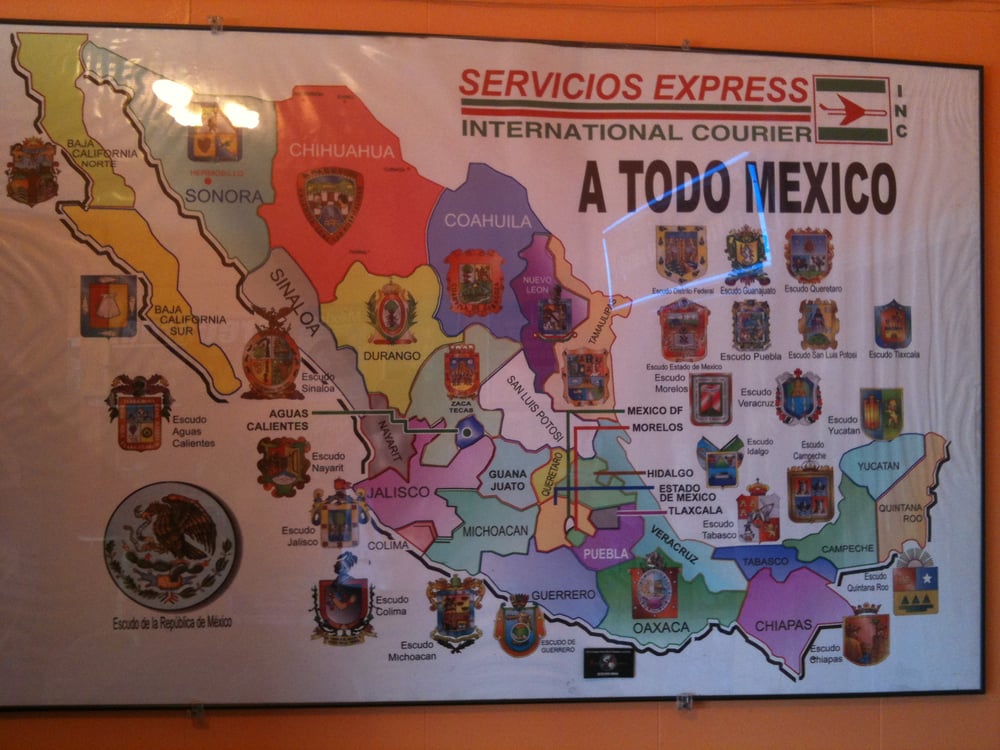 SERVICIOS EXPRESS
INTERNATIONAL COURIER
INC
A TODO MEXICO
BAJA
CALIFORNIA
NORTE
HERMOSILLO
SONORA
CHIHUAHUA
COAHUILA
NUEVO
LEON
TAMAULIPAS
BAJA
CALIFORNIA
SUR
SINALOA
DURANGO
ZACA
TECAS
SAN LUIS POTOSI
Escudo
Sinaloa
AGUAS
CALIENTES
NAYARIT
Escudo
Aguas
Calientes
Escudo
Nayarit
JALISCO
GUANA
JUATO
QUERETARO
MICHOACAN
COLIMA
Escudo
Jalisco
Escudo
Colima
Escudo
Michoacan
GUERRERO
ESCUDO DE
GUERRERO
PUEBLA
OAXACA
VERACRUZ
TABASCO
CHIAPAS
CAMPECHE
YUCATAN
QUINTANA
ROO
MEXICO DF
MORELOS
HIDALGO
ESTADO
DE MEXICO
TLAXCALA
Escudo Distrito Federal
Escudo Guanajuato
Escudo Queretaro
Escudo Estado de Mexico
Escudo Puebla
Escudo San Luis Potosi
Escudo Tlaxcala
Escudo
Morelos
Escudo
Veracruz
Escudo
Yucatan
Escudo
Idalgo
Escudo
Campeche
Escudo
Tabasco
Escudo
Quintana Roo
Escudo
Chiapas
Escudo de la República de México